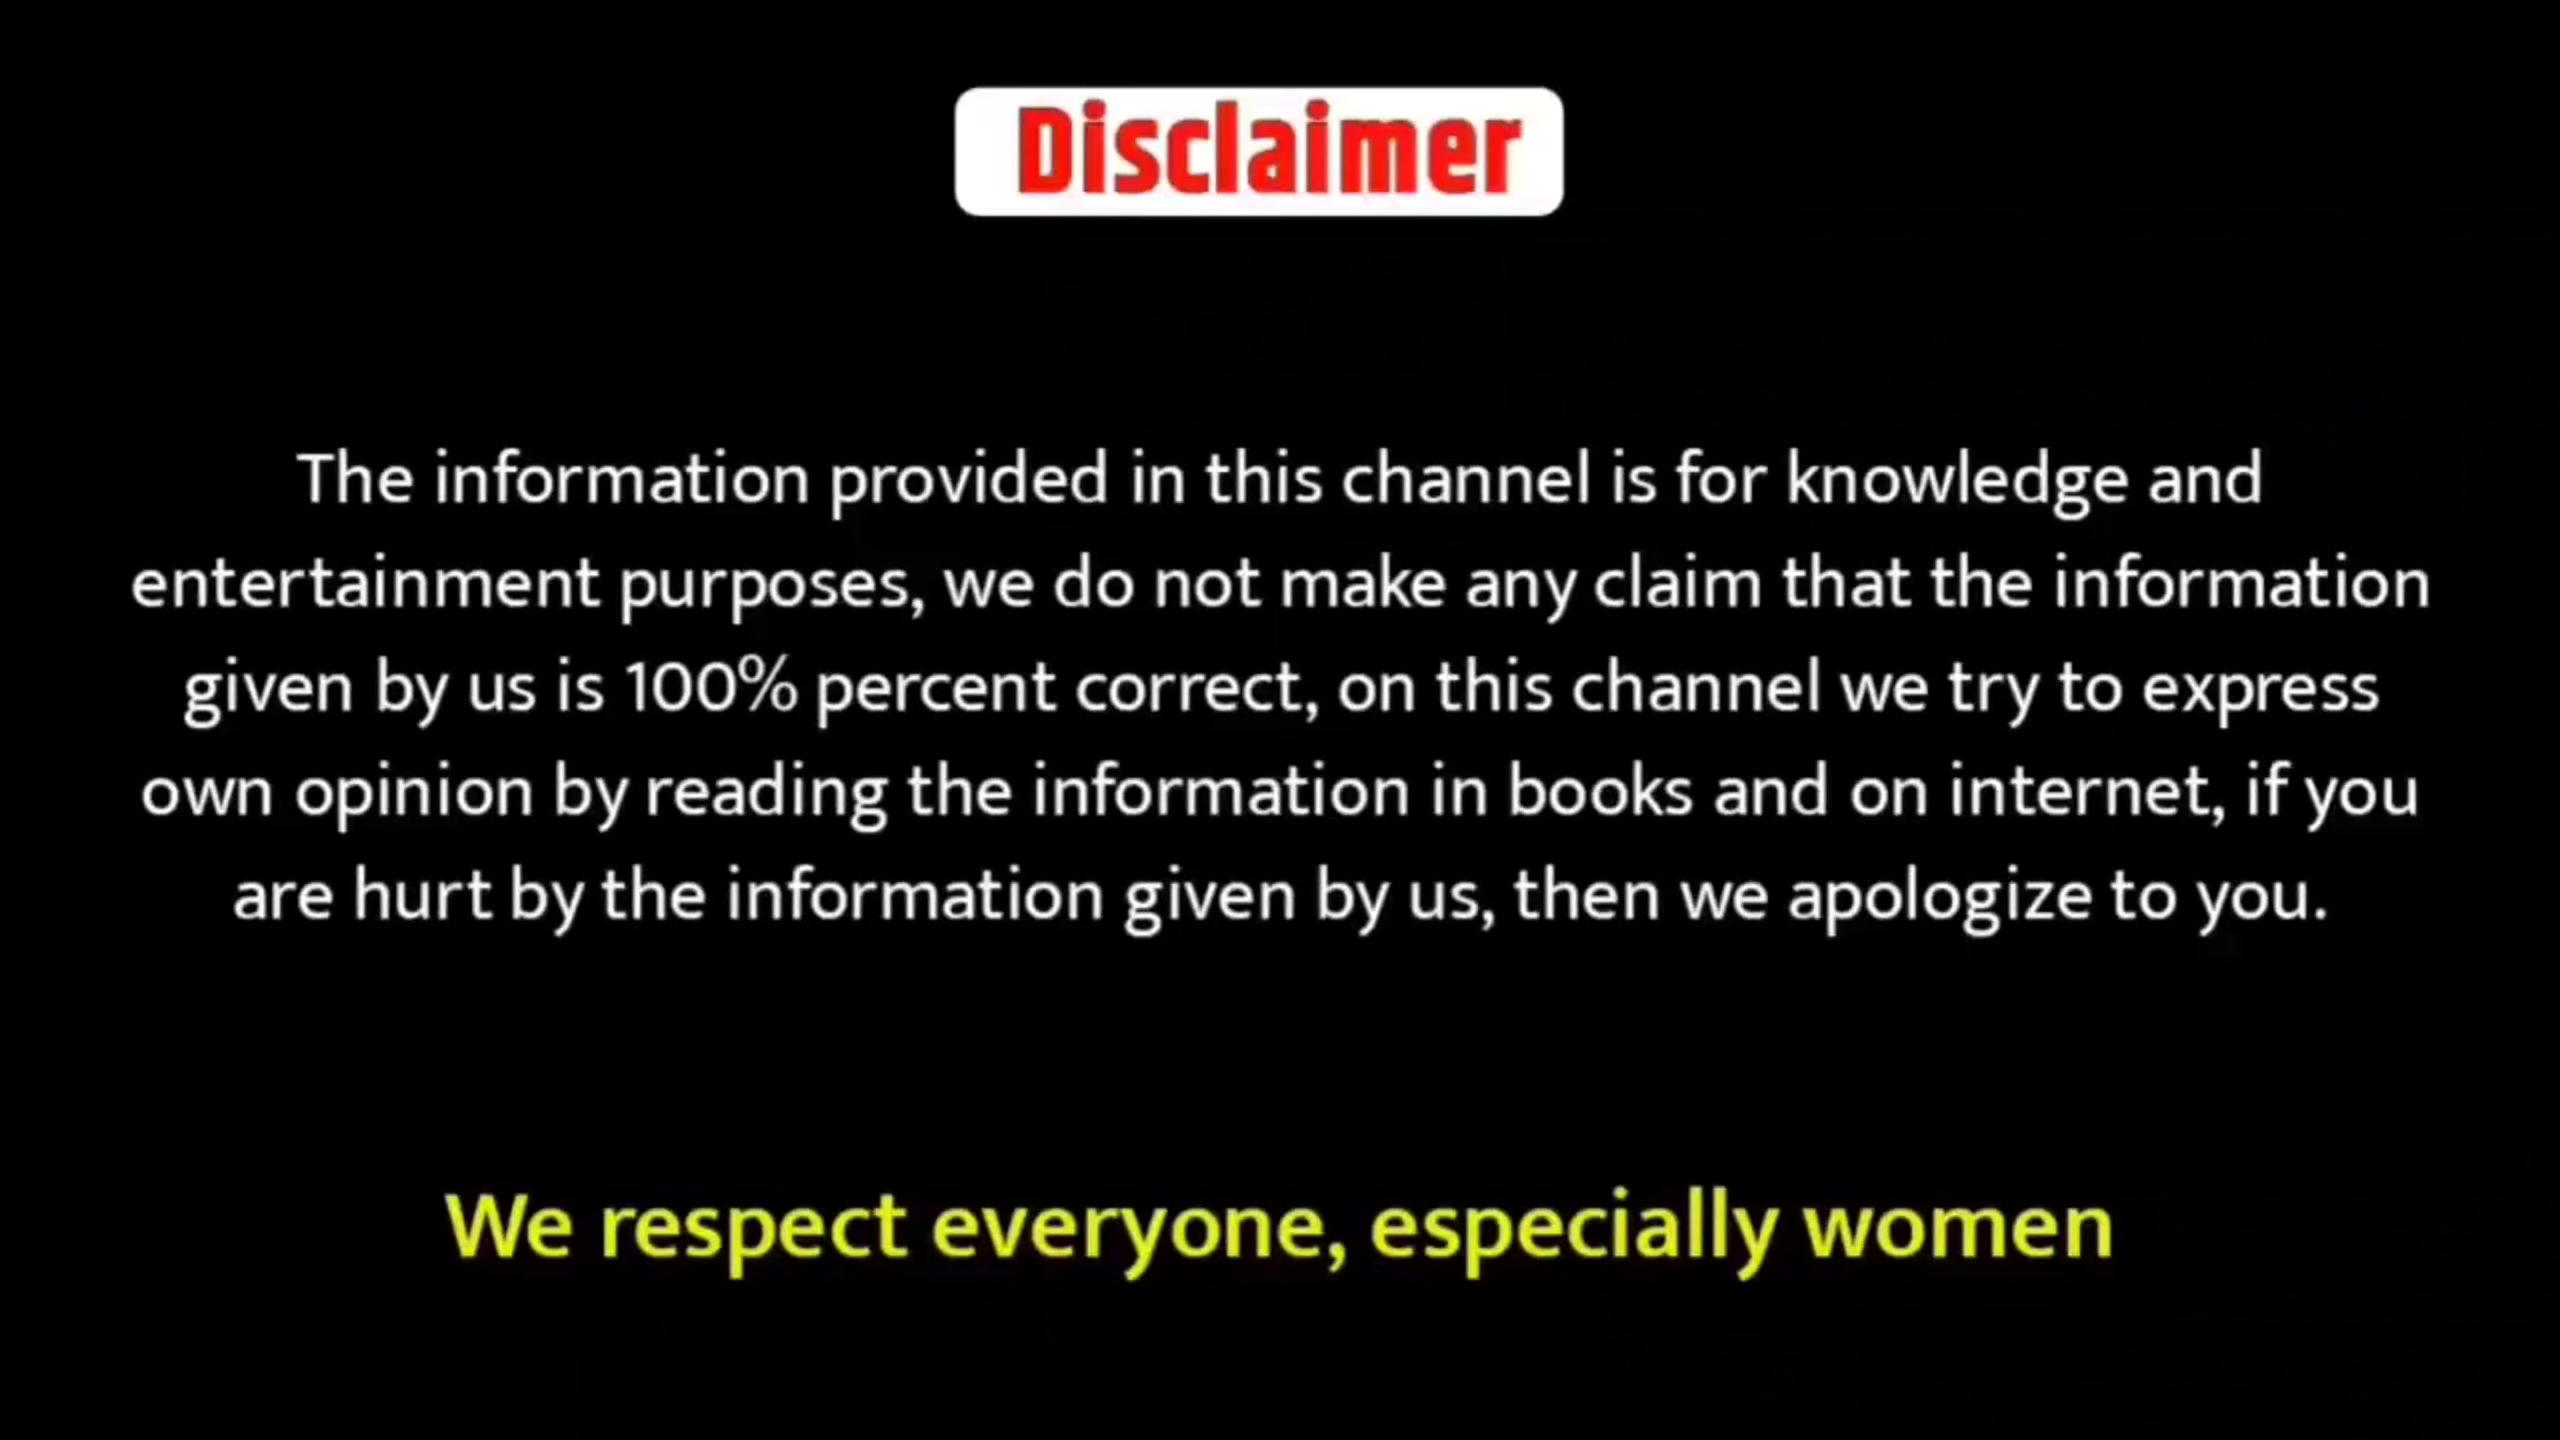 Disclaimer
The information provided in this channel is for knowledge and
entertainment purposes, we do not make any claim that the information
given by us is 100% percent correct, on this channel we try to express
own opinion by reading the information in books and on internet, if you
are hurt by the information given by us, then we apologize to you.
We respect everyone, especially women